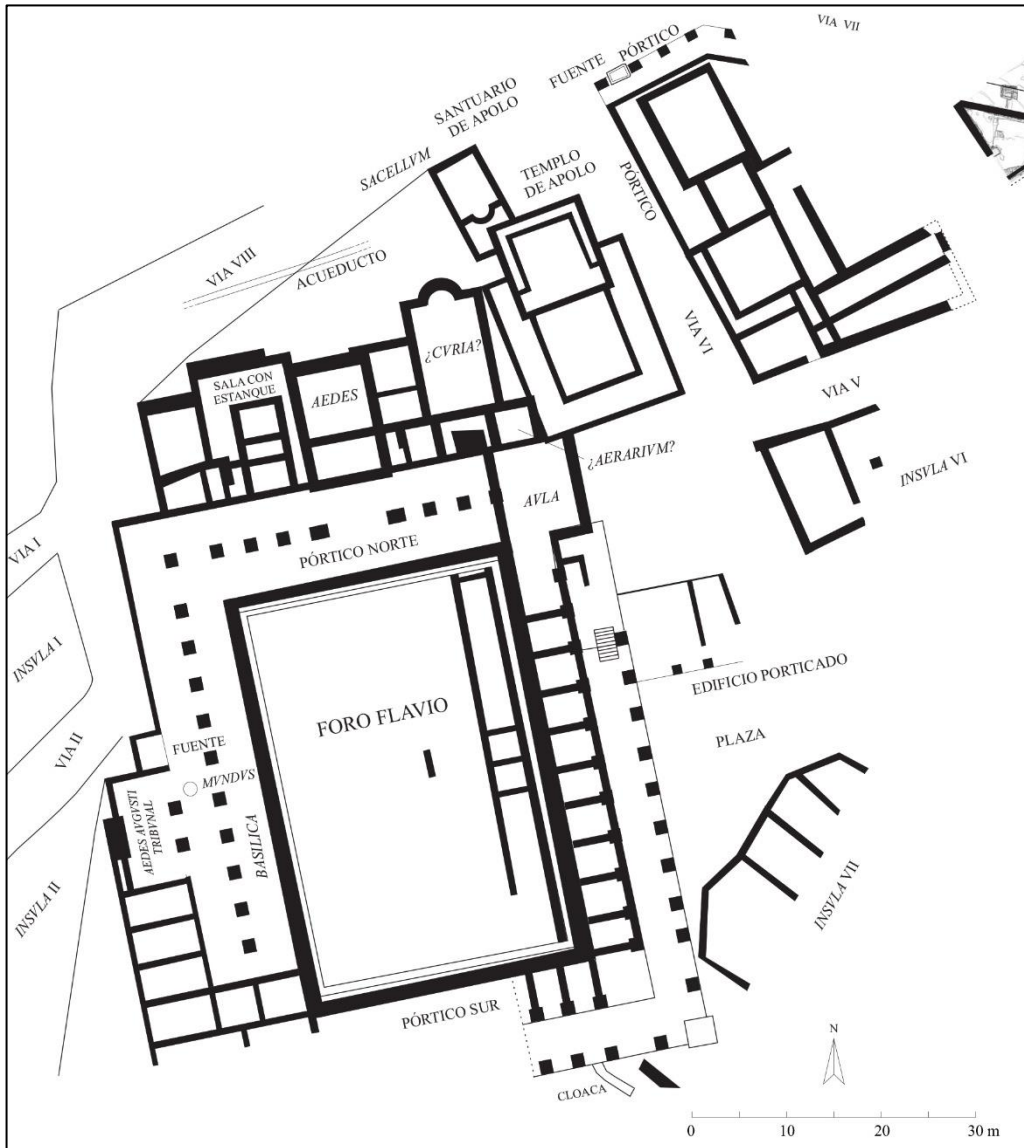 VIA VII
FUENTE
PÓRTICO
SANTUARIO
DE APOLO
SACELLVM
TEMPLO
DE APOLO
PÓRTICO
VIA VIII
ACUEDUCTO
¿CVRIA?
VIA VI
SALA CON
ESTANQUE
AEDES
VIA V
¿AERARIVM?
INSVLA VI
AVLA
VIA I
PÓRTICO NORTE
INSVLA I
EDIFICIO PORTICADO
FORO FLAVIO
PLAZA
VIA II
FUENTE
MVNDVS
AEDES AVGVSTI
TRIBVNAL
BASILICA
INSVLA II
INSVLA VII
PÓRTICO SUR
N
CLOACA
0 10 20 30 m